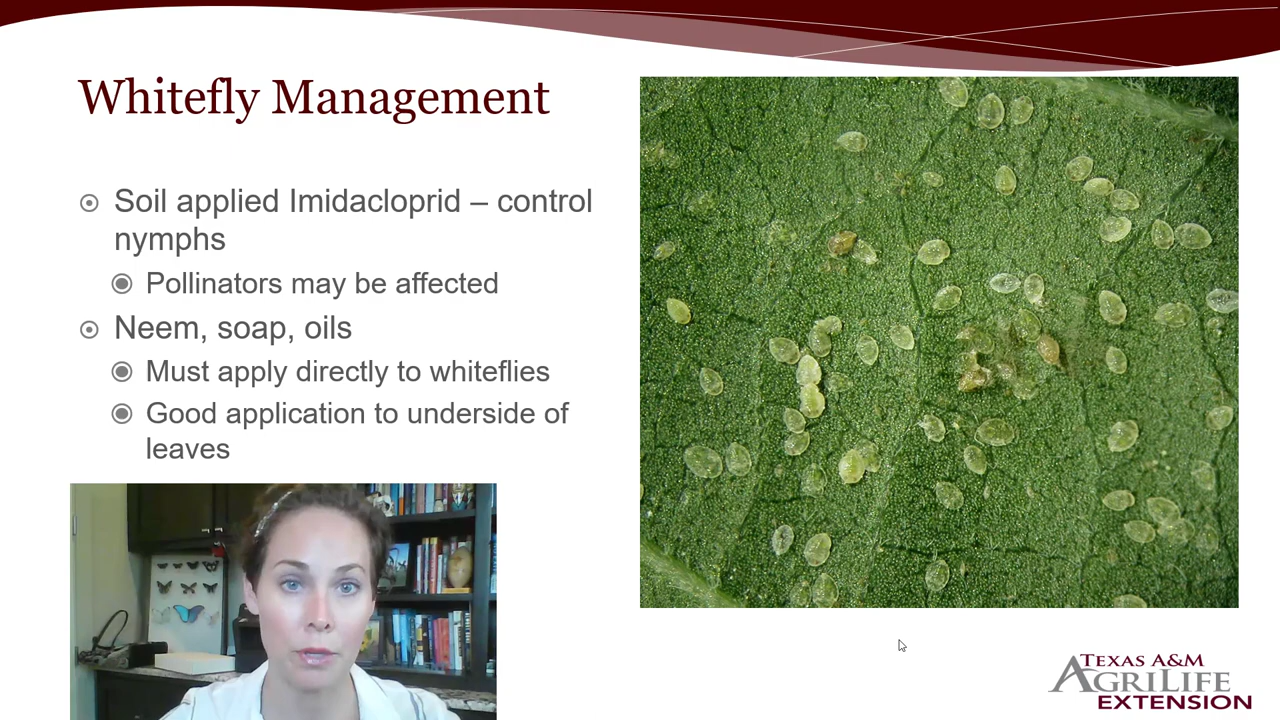 Whitefly Management
Soil applied Imidacloprid – control
nymphs
Pollinators may be affected
Neem, soap, oils
Must apply directly to whiteflies
Good application to underside of
leaves
TEXAS A&M
AGRILIFE
EXTENSION